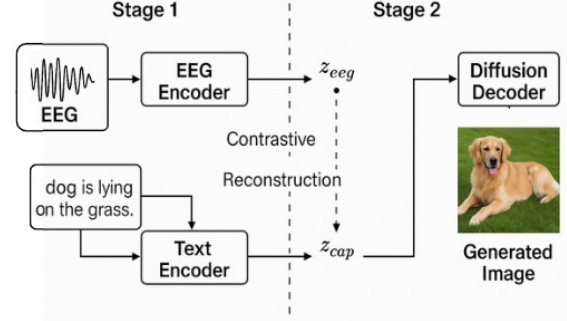 Stage 1
Stage 2
EEG
EEG
Encoder
z_eeg
Diffusion
Decoder
Contrastive
Reconstruction
dog is lying
on the grass.
Text
Encoder
z_cap
Generated
Image